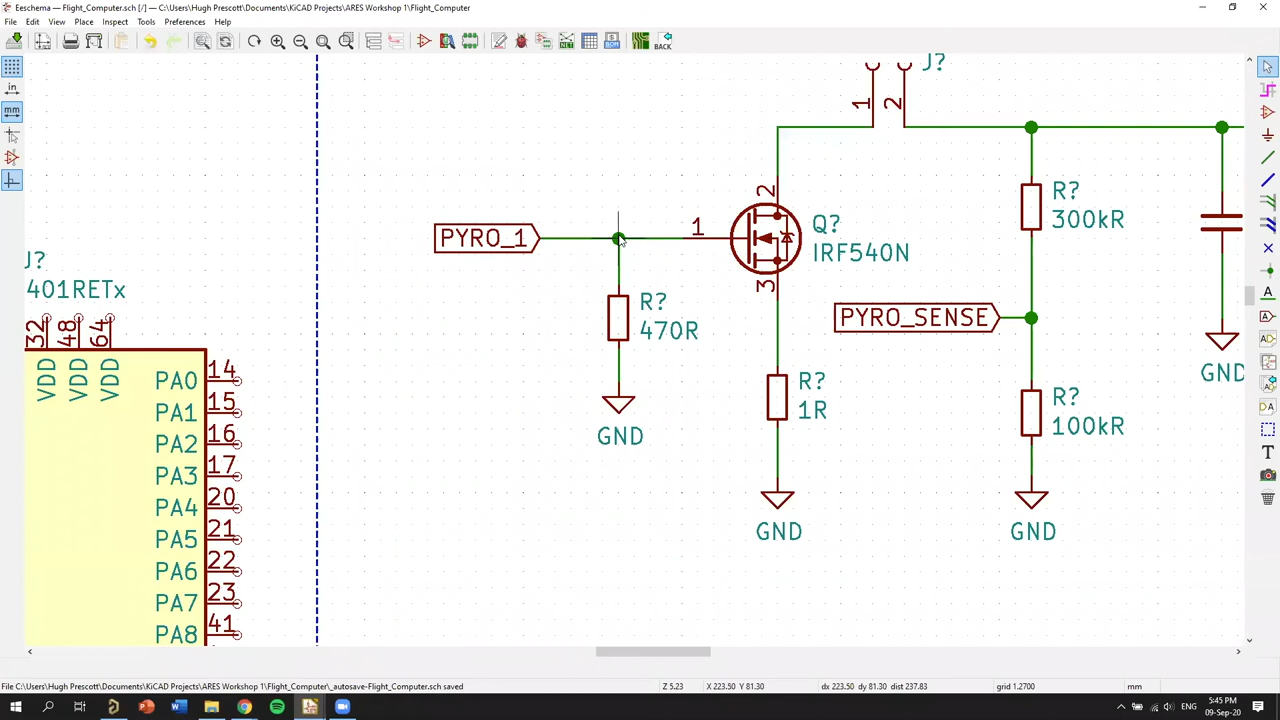 Eeschema — Flight_Computer.sch [/] — C:\Users\Hugh Prescott\Documents\KiCAD Projects\ARES Workshop 1\Flight_Computer
File Edit View Place Inspect Tools Preferences Help
BACK
in
mm
J?
1
2
2
R?
300kR
PYRO_1
1
Q?
IRF540N
3
J?
401RETx
R?
470R
PYRO_SENSE
32
48
64
VDD
VDD
VDD
GND
R?
1R
R?
100kR
GND
GND
GND
PA0 14
PA1 15
PA2 16
PA3 17
PA4 20
PA5 21
PA6 22
PA7 23
PA8 41
File C:\Users\Hugh Prescott\Documents\KiCAD Projects\ARES Workshop 1\Flight_Computer\_autosave-Flight_Computer.sch saved
Z 5.23
X 223.50 Y 81.30
dx 223.50 dy 81.30 dist 237.83
grid 1.2700
mm
ENG
5:45 PM
09-Sep-20